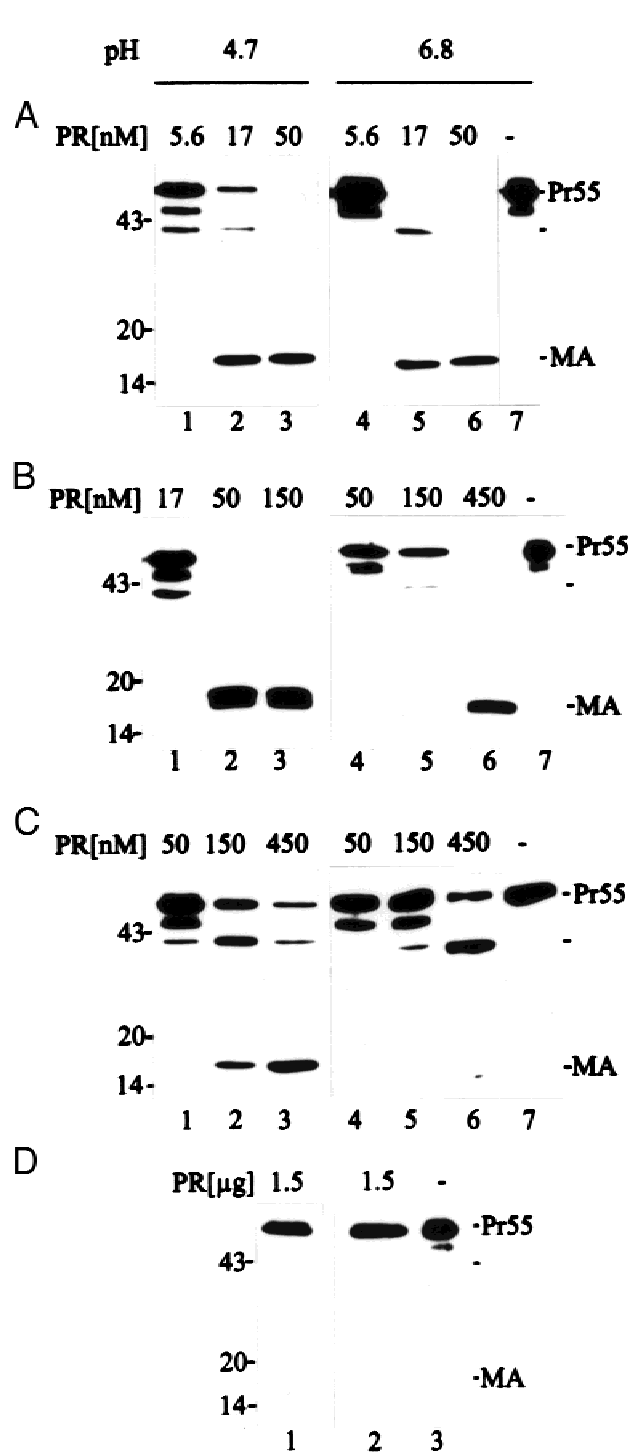 pH 4.7 6.8
A
PR[nM] 5.6 17 50 5.6 17 50 -
-Pr55
43- -
20-
-MA
14-
1 2 3 4 5 6 7
B
PR[nM] 17 50 150 50 150 450 -
-Pr55
43- -
20-
-MA
14-
1 2 3 4 5 6 7
C
PR[nM] 50 150 450 50 150 450 -
-Pr55
43- -
20-
-MA
14-
1 2 3 4 5 6 7
D
PR[µg] 1.5 1.5 -
-Pr55
43- -
20-
-MA
14-
1 2 3